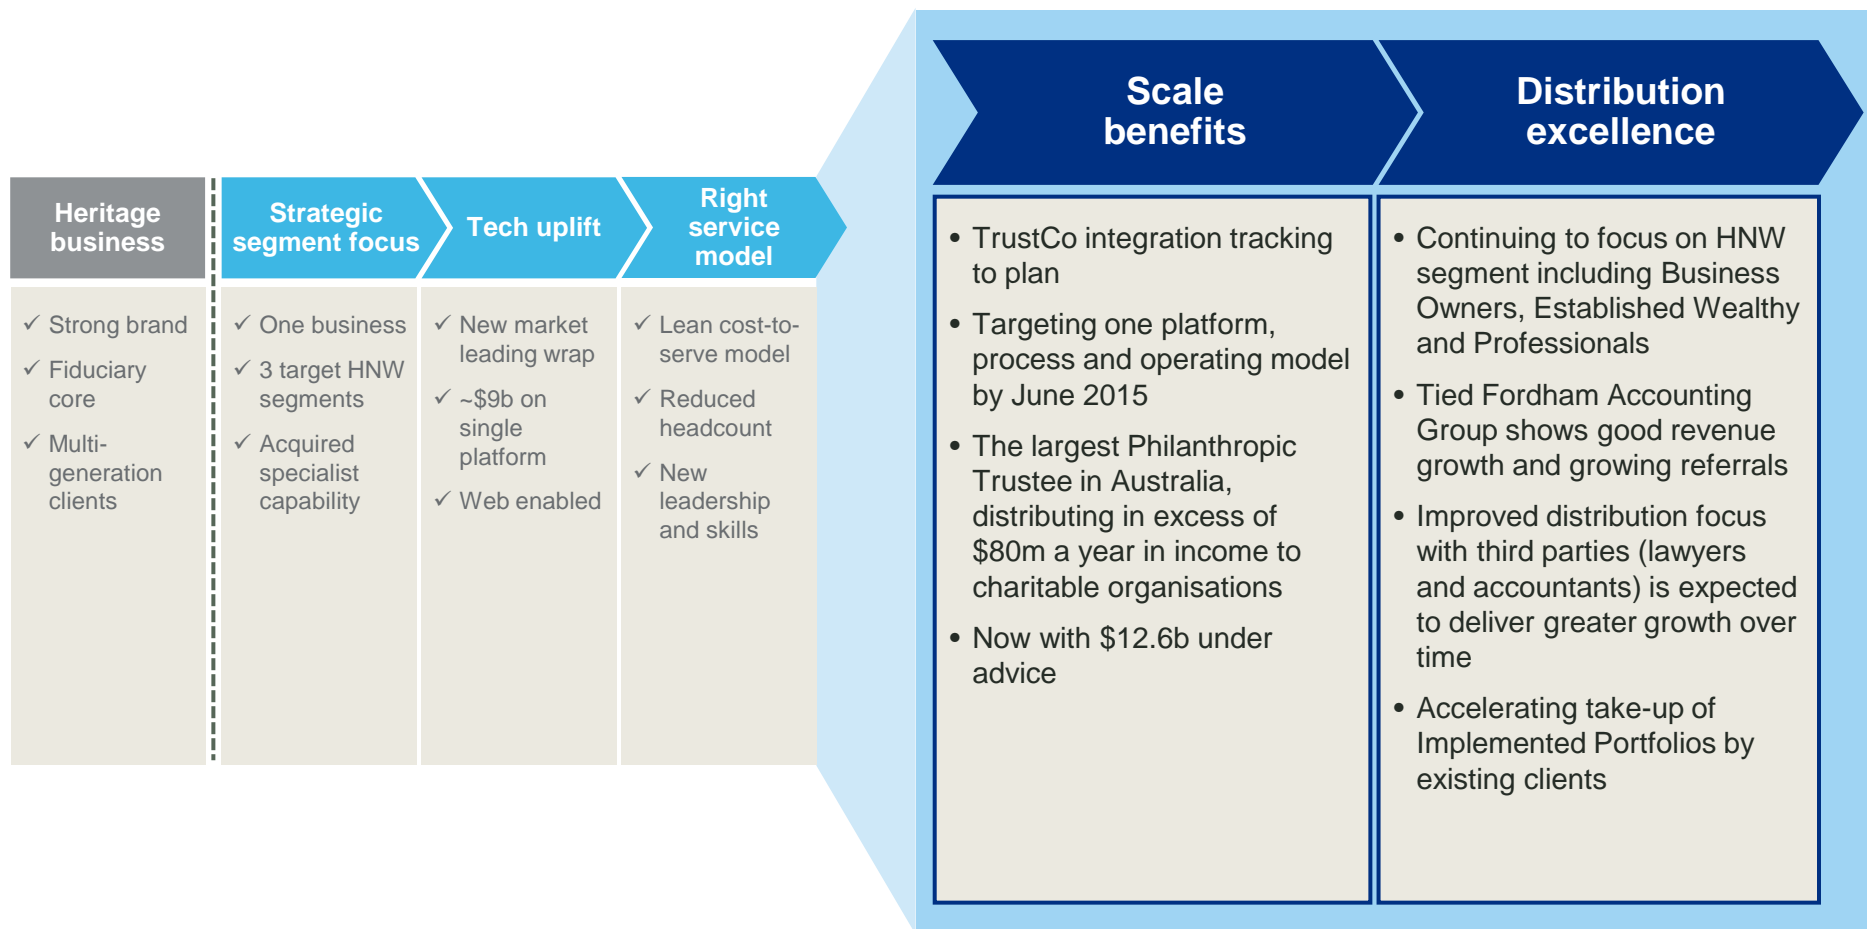 Heritage
business
✓ Strong brand
✓ Fiduciary
core
✓ Multi-
generation
clients
Strategic
segment focus
✓ One business
✓ 3 target HNW
segments
✓ Acquired
specialist
capability
Tech uplift
✓ New market
leading wrap
✓ ~$9b on
single
platform
✓ Web enabled
Right
service
model
✓ Lean cost-to-
serve model
✓ Reduced
headcount
✓ New
leadership
and skills
Scale
benefits
• TrustCo integration tracking
to plan
• Targeting one platform,
process and operating model
by June 2015
• The largest Philanthropic
Trustee in Australia,
distributing in excess of
$80m a year in income to
charitable organisations
• Now with $12.6b under
advice
Distribution
excellence
• Continuing to focus on HNW
segment including Business
Owners, Established Wealthy
and Professionals
• Tied Fordham Accounting
Group shows good revenue
growth and growing referrals
• Improved distribution focus
with third parties (lawyers
and accountants) is expected
to deliver greater growth over
time
• Accelerating take-up of
Implemented Portfolios by
existing clients